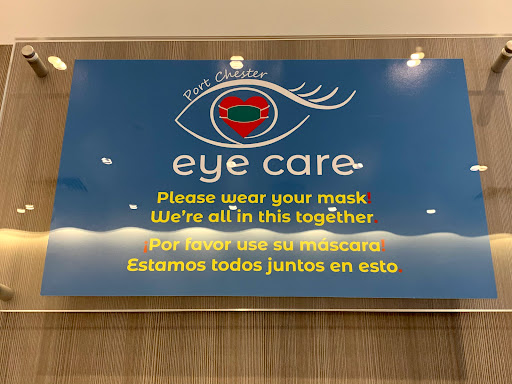 Port Chester
eye care
Please wear your mask!
We're all in this together.
¡Por favor use su máscara!
Estamos todos juntos en esto.